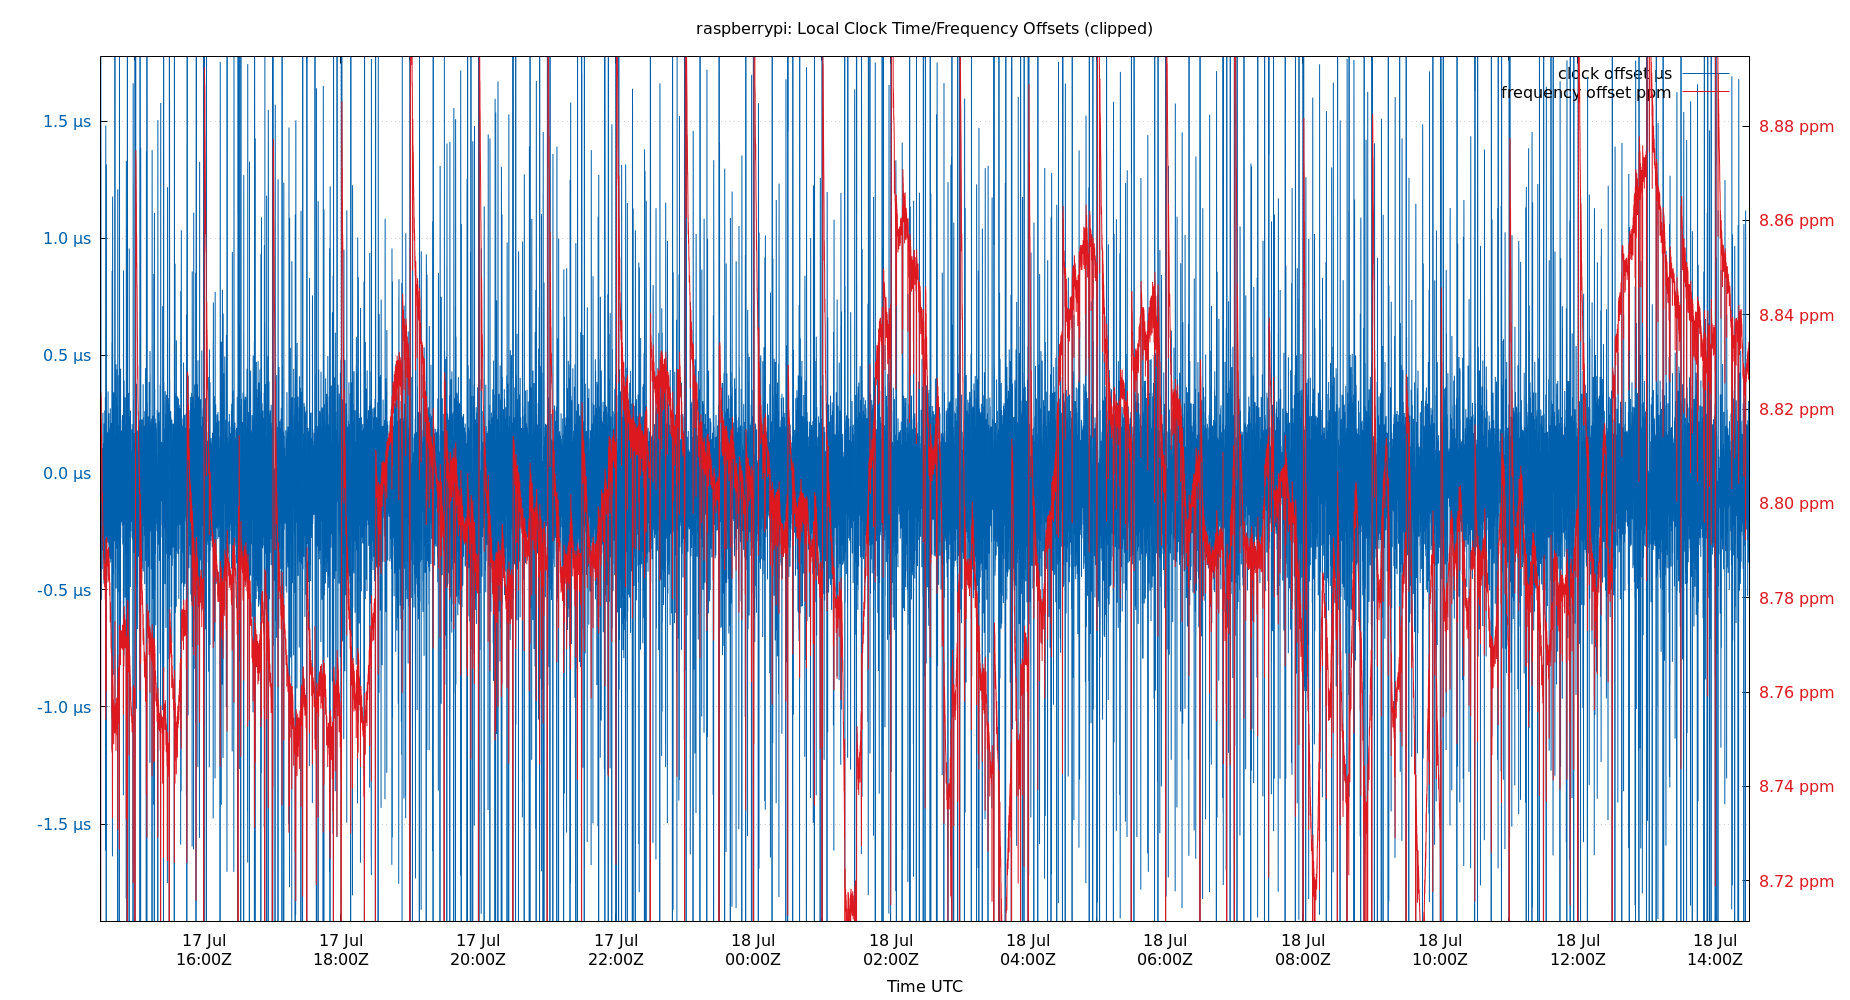 raspberrypi: Local Clock Time/Frequency Offsets (clipped)
clock offset µs
frequency offset ppm
1.5 µs
1.0 µs
0.5 µs
0.0 µs
-0.5 µs
-1.0 µs
-1.5 µs
8.88 ppm
8.86 ppm
8.84 ppm
8.82 ppm
8.80 ppm
8.78 ppm
8.76 ppm
8.74 ppm
8.72 ppm
17 Jul 17 Jul 17 Jul 17 Jul 18 Jul 18 Jul 18 Jul 18 Jul 18 Jul 18 Jul 18 Jul 18 Jul
16:00Z 18:00Z 20:00Z 22:00Z 00:00Z 02:00Z 04:00Z 06:00Z 08:00Z 10:00Z 12:00Z 14:00Z
Time UTC